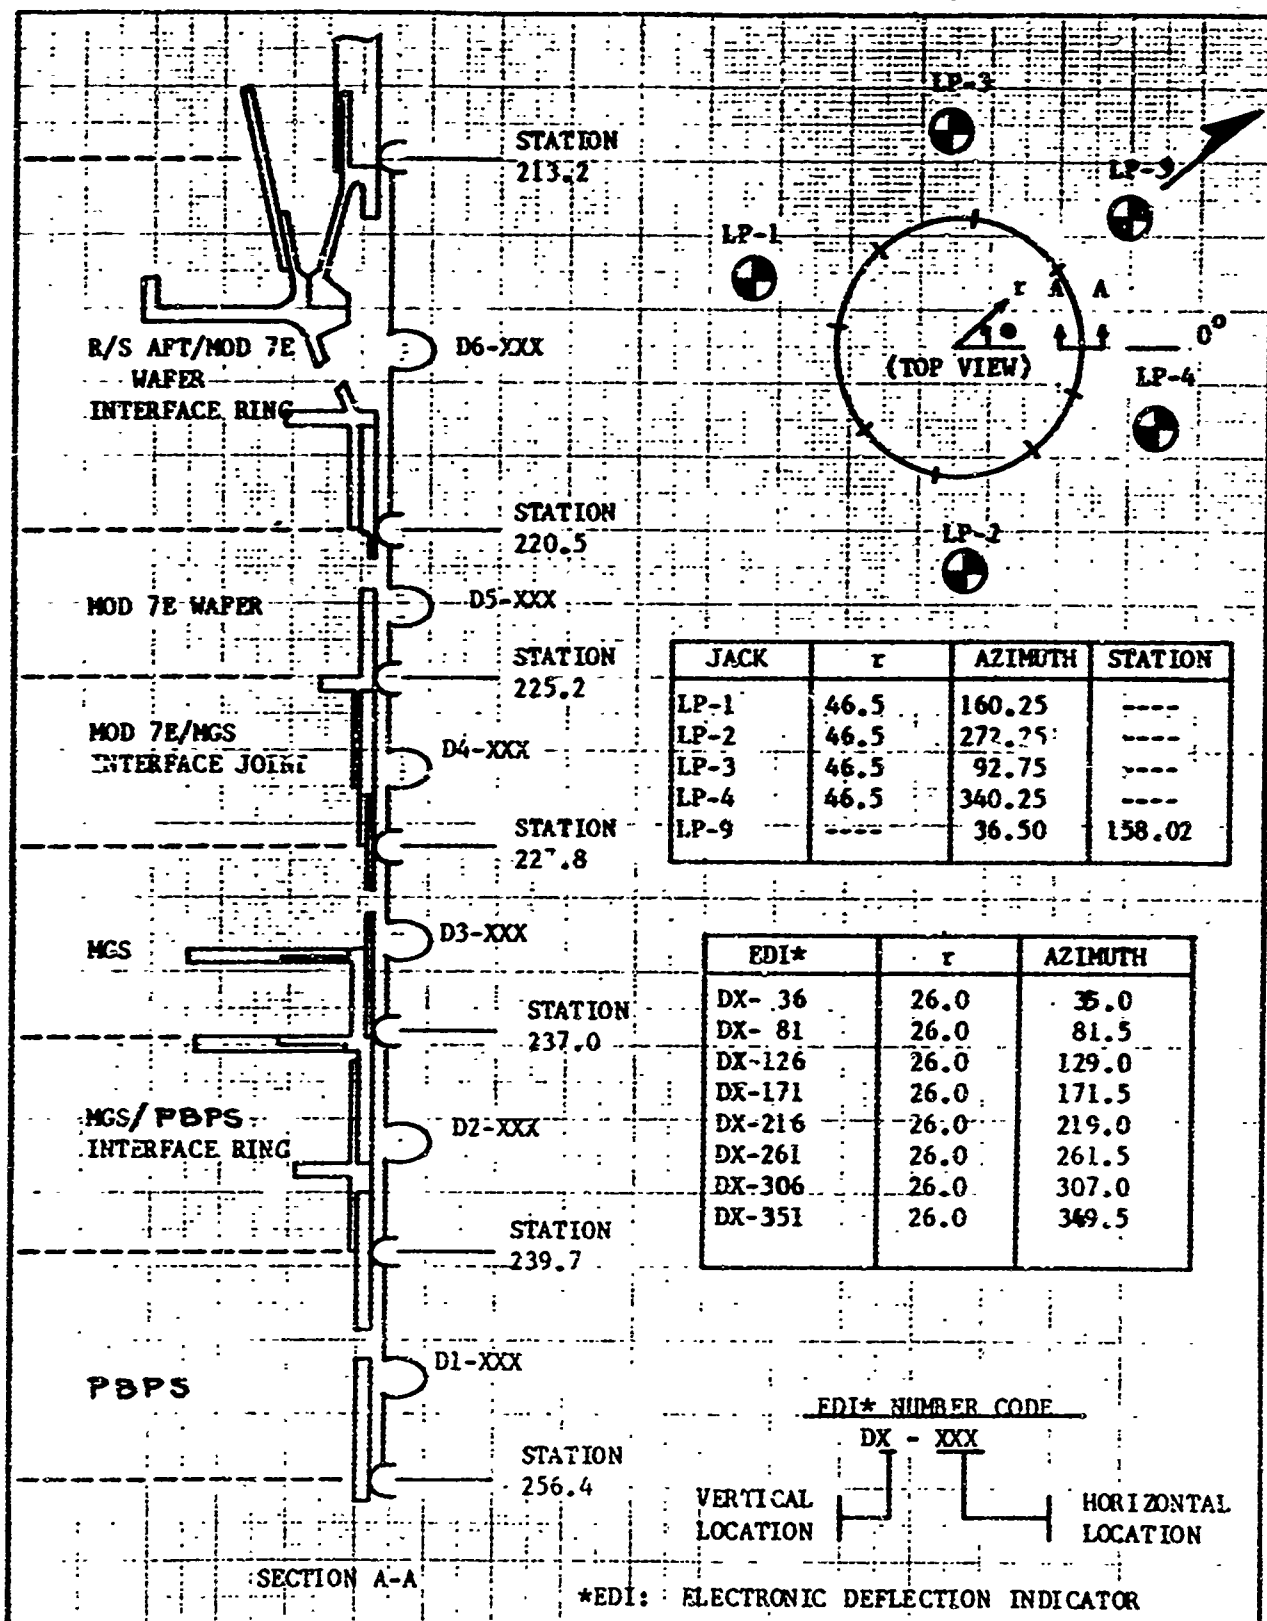 STATION
213.2
R/S AFT/MOD 7E
WAFER
INTERFACE RING
D6-XXX
STATION
220.5
MOD 7E WAFER
D5-XXX
STATION
225.2
MOD 7E/MGS
INTERFACE JOINT
D4-XXX
STATION
227.8
MGS
D3-XXX
STATION
237.0
MGS/PBPS
INTERFACE RING
D2-XXX
STATION
239.7
D1-XXX
PBPS
STATION
256.4
SECTION A-A
LP-3
LP-9
LP-1
r A A
θ
0°
(TOP VIEW)
LP-4
LP-2
JACK r AZIMUTH STATION
LP-1 46.5 160.25 ----
LP-2 46.5 272.25 ----
LP-3 46.5 92.75 ----
LP-4 46.5 340.25 ----
LP-9 ---- 36.50 158.02
EDI* r AZIMUTH
DX- 36 26.0 35.0
DX- 81 26.0 81.5
DX-126 26.0 129.0
DX-171 26.0 171.5
DX-216 26.0 219.0
DX-261 26.0 261.5
DX-306 26.0 307.0
DX-351 26.0 349.5
EDI* NUMBER CODE
DX - XXX
VERTICAL
LOCATION
HORIZONTAL
LOCATION
*EDI: ELECTRONIC DEFLECTION INDICATOR